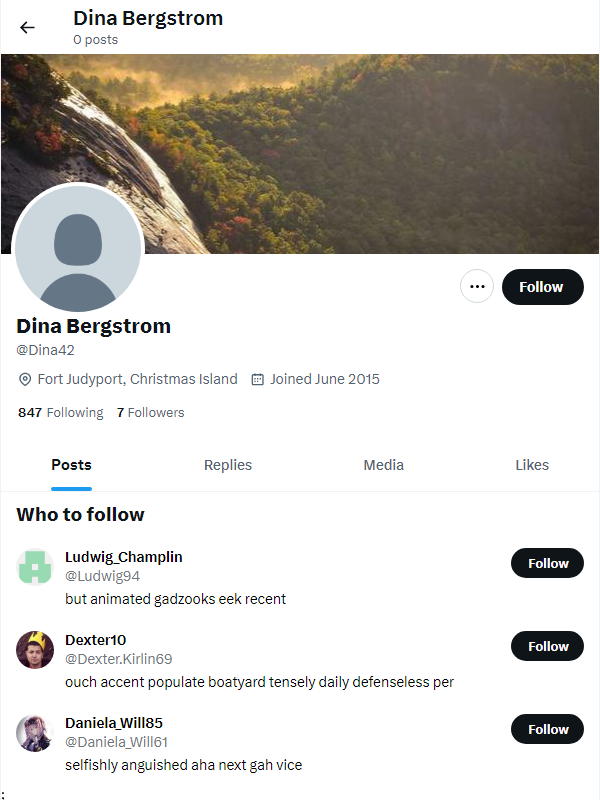 Dina Bergstrom
0 posts
Follow
Dina Bergstrom
@Dina42
Fort Judyport, Christmas Island Joined June 2015
847 Following 7 Followers
Posts Replies Media Likes
Who to follow
Ludwig_Champlin
@Ludwig94
Follow
but animated gadzooks eek recent
Dexter10
@Dexter.Kirlin69
Follow
ouch accent populate boatyard tensely daily defenseless per
Daniela_Will85
@Daniela_Will61
Follow
selfishly anguished aha next gah vice
;